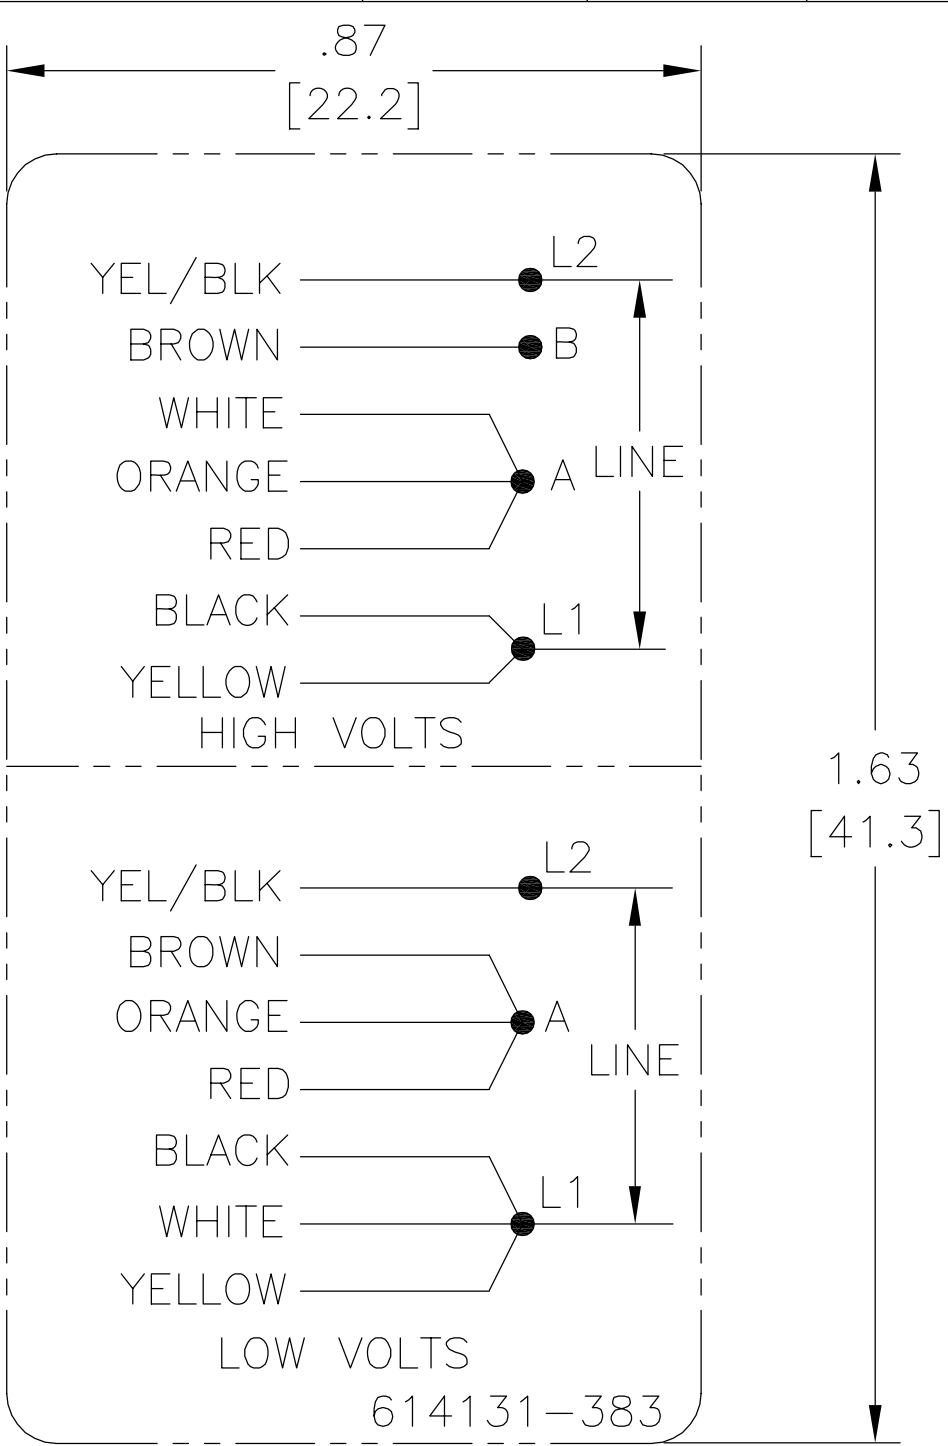 .87
[22.2]
YEL/BLK L2
BROWN B
WHITE
ORANGE A LINE
RED
BLACK L1
YELLOW
HIGH VOLTS
1.63
[41.3]
YEL/BLK L2
BROWN
ORANGE A
LINE
RED
BLACK
L1
WHITE
YELLOW
LOW VOLTS
614131-383